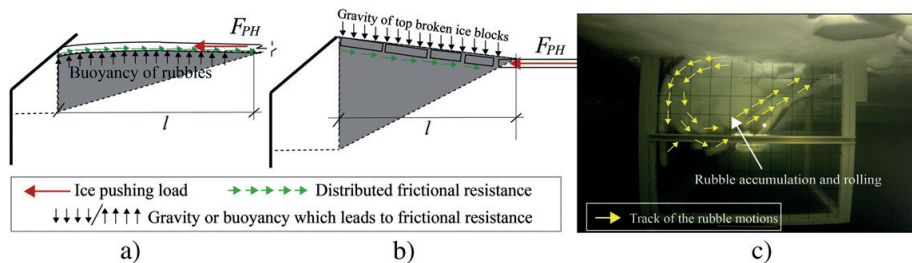 F_PH
Buoyancy of rubbles
l
Gravity of top broken ice blocks
F_PH
l
Ice pushing load
Distributed frictional resistance
Gravity or buoyancy which leads to frictional resistance
Rubble accumulation and rolling
Track of the rubble motions
a)
b)
c)